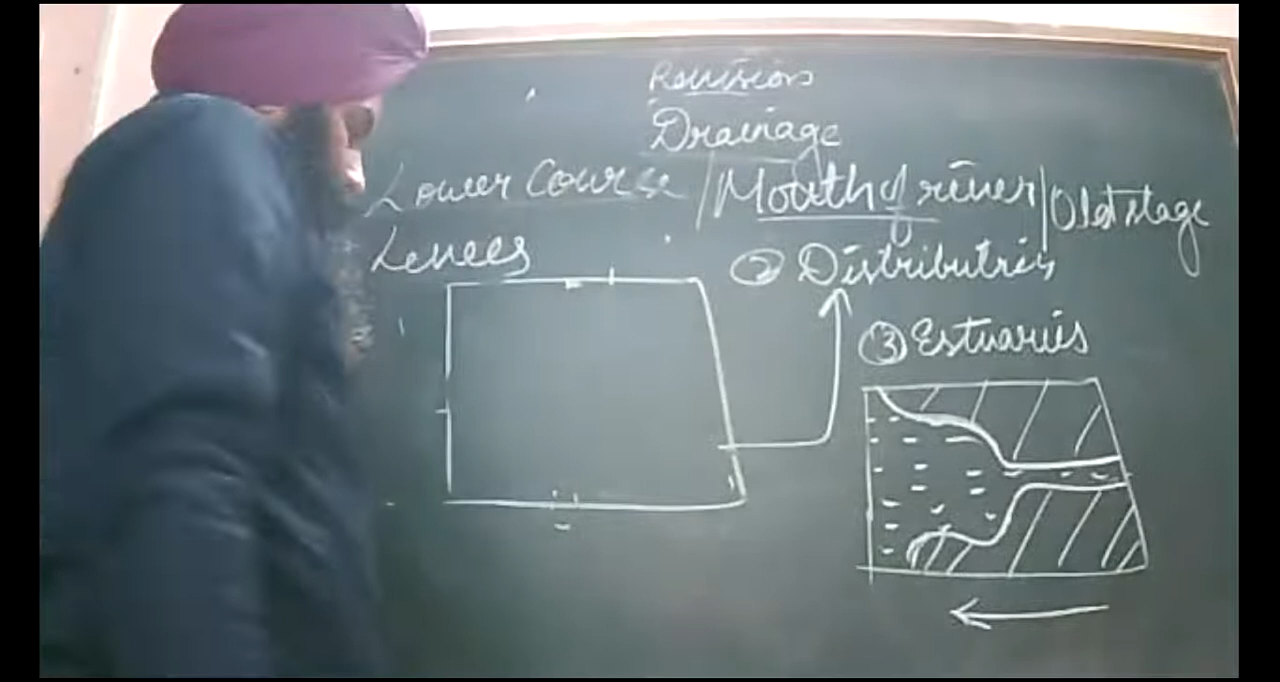 Revision
Drainage
Lower Course / Mouth of river / Old stage
Levees
② Distributries
③ Estuaries